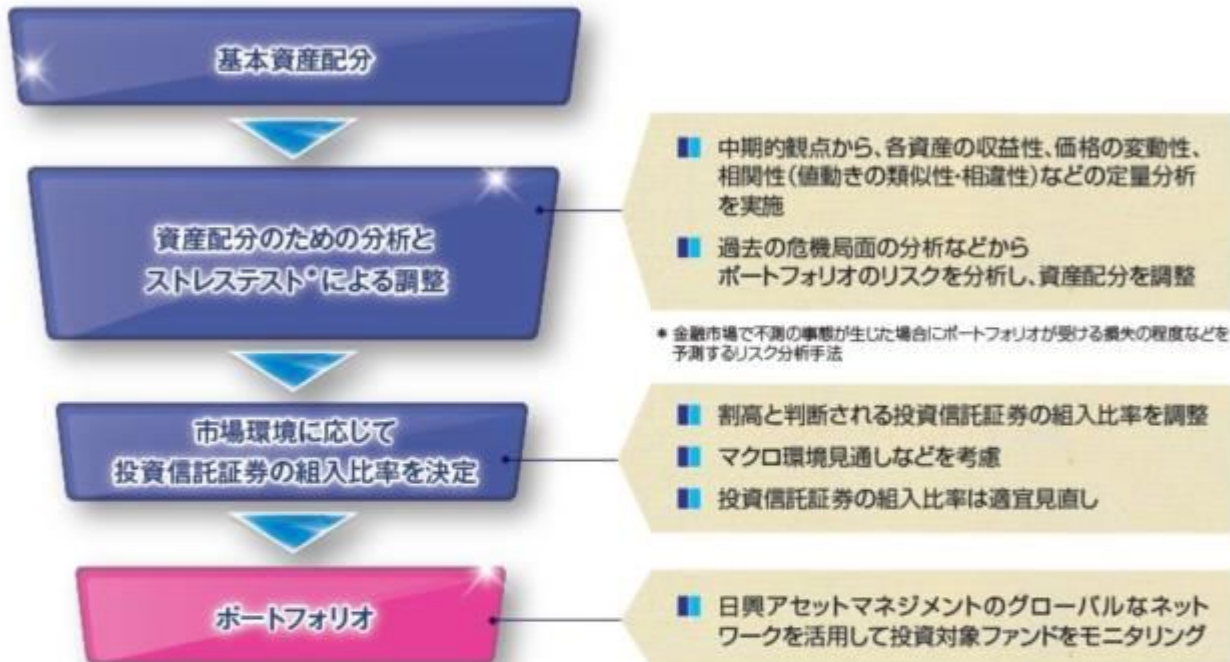 基本資産配分
資産配分のための分析と
ストレステスト*による調整
■ 中期的観点から、各資産の収益性、価格の変動性、
相関性(値動きの類似性・相違性)などの定量分析
を実施
■ 過去の危機局面の分析などから
ポートフォリオのリスクを分析し、資産配分を調整
* 金融市場で不測の事態が生じた場合にポートフォリオが受ける損失の程度などを
予測するリスク分析手法
市場環境に応じて
投資信託証券の組入比率を決定
■ 割高と判断される投資信託証券の組入比率を調整
■ マクロ環境見通しなどを考慮
■ 投資信託証券の組入比率は適宜見直し
ポートフォリオ
■ 日興アセットマネジメントのグローバルなネット
ワークを活用して投資対象ファンドをモニタリング